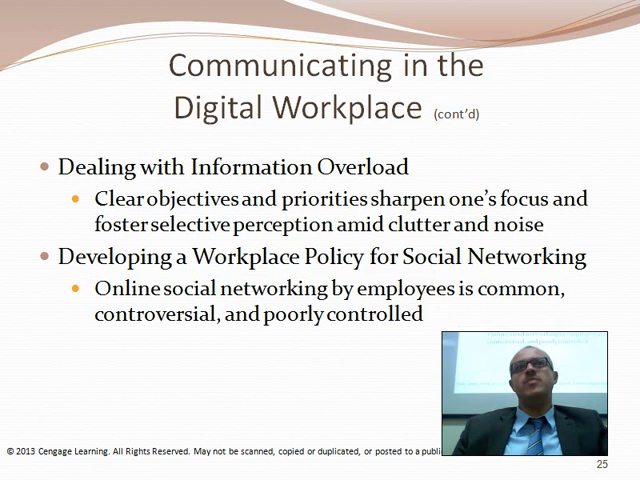 Communicating in the
Digital Workplace (cont'd)
• Dealing with Information Overload
• Clear objectives and priorities sharpen one's focus and
foster selective perception amid clutter and noise
• Developing a Workplace Policy for Social Networking
• Online social networking by employees is common,
controversial, and poorly controlled
© 2013 Cengage Learning. All Rights Reserved. May not be scanned, copied or duplicated, or posted to a
25